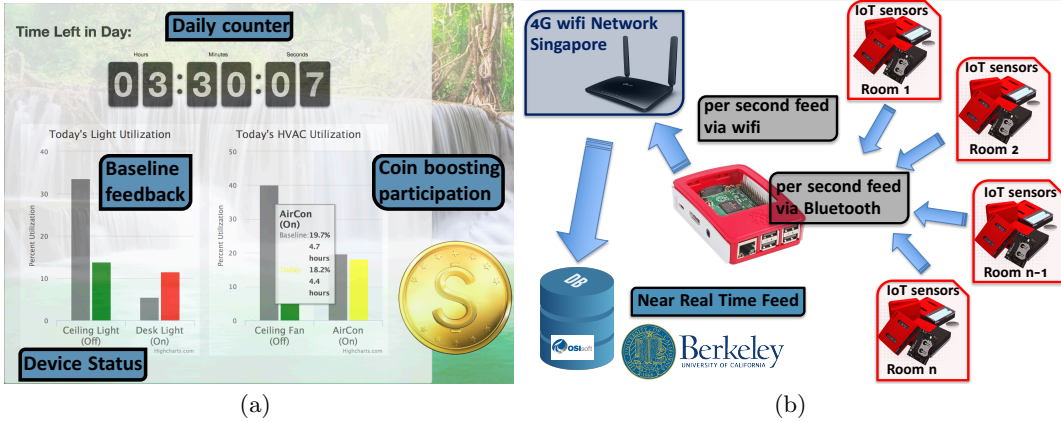 Time Left in Day:
Daily counter
Hours
Minutes
Seconds
03:30:07
Today's Light Utilization
Percent Utilization
40
30
20
10
0
Baseline
feedback
Ceiling Light
(Off)
Desk Light
(On)
Highcharts.com
Today's HVAC Utilization
Percent Utilization
50
40
30
20
10
0
AirCon
(On)
Baseline: 19.7%
4.7
hours
18.2%
4.4
hours
Ceiling Fan
(Off)
AirCon
(On)
Highcharts.com
Coin boosting
participation
S
Device Status
(a)
4G wifi Network
Singapore
per second feed
via wifi
per second feed
via Bluetooth
IoT sensors
Room 1
IoT sensors
Room 2
IoT sensors
Room n-1
IoT sensors
Room n
DB
OSIsoft
Near Real Time Feed
Berkeley
UNIVERSITY OF CALIFORNIA
(b)